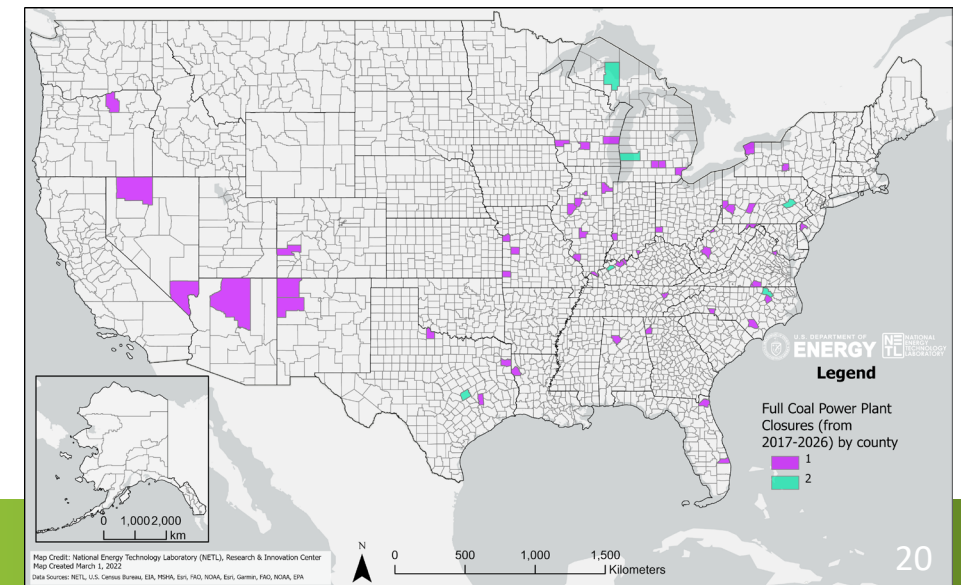 U.S. DEPARTMENT OF
ENERGY
NE
TL
NATIONAL
ENERGY
TECHNOLOGY
LABORATORY
Legend
Full Coal Power Plant
Closures (from
2017-2026) by county
1
2
0 1,000 2,000
km
N
0 500 1,000 1,500
Kilometers
20
Map Credit: National Energy Technology Laboratory (NETL), Research & Innovation Center
Map Created March 1, 2022
Data Sources: NETL, U.S. Census Bureau, EIA, MSHA, Esri, FAO, NOAA, Esri, Garmin, FAO, NOAA, EPA